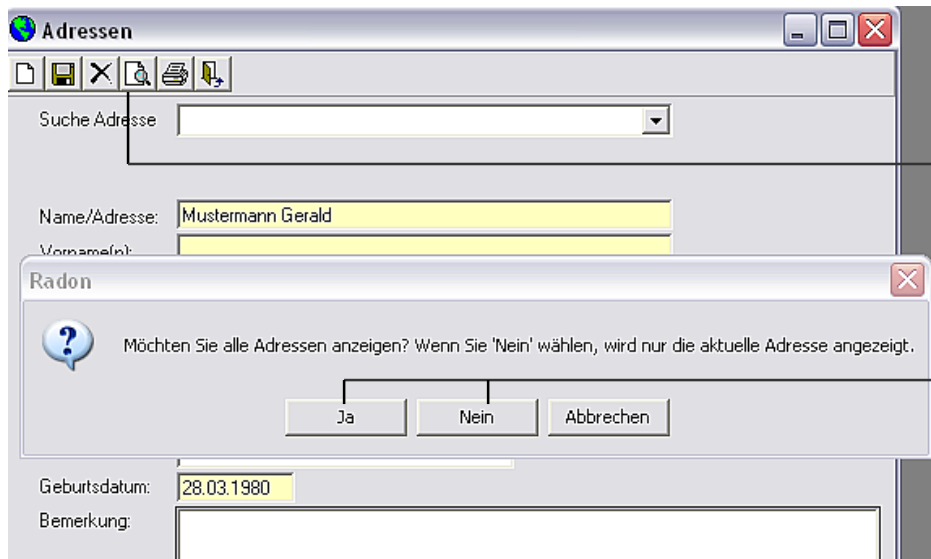 Adressen
Suche Adresse
Name/Adresse: Mustermann Gerald
Vorname(n):
Radon
Möchten Sie alle Adressen anzeigen? Wenn Sie 'Nein' wählen, wird nur die aktuelle Adresse angezeigt.
Ja Nein Abbrechen
Geburtsdatum: 28.03.1980
Bemerkung: